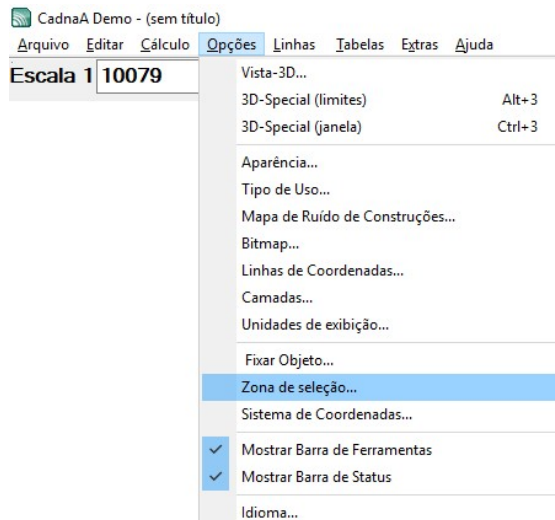 CadnaA Demo - (sem título)
Arquivo Editar Cálculo Opções Linhas Tabelas Extras Ajuda
Escala 1 10079
Vista-3D...
3D-Special (limites) Alt+3
3D-Special (janela) Ctrl+3
Aparência...
Tipo de Uso...
Mapa de Ruído de Construções...
Bitmap...
Linhas de Coordenadas...
Camadas...
Unidades de exibição...
Fixar Objeto...
Zona de seleção...
Sistema de Coordenadas...
Mostrar Barra de Ferramentas
Mostrar Barra de Status
Idioma...